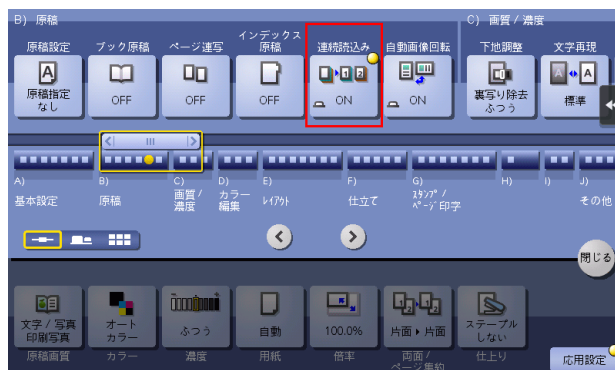 B) 原稿
C) 画質 / 濃度
原稿設定
ブック原稿
ページ連写
インデックス
原稿
連続読込み
自動画像回転
下地調整
文字再現
原稿指定
なし
OFF
OFF
OFF
ON
ON
裏写り除去
ふつう
標準
A)
基本設定
B)
原稿
C)
画質/
濃度
D)
カラー
編集
E)
レイアウト
F)
仕立て
G)
スタンプ/
ページ印字
H)
I)
J)
その他
閉じる
文字 / 写真
印刷写真
オート
カラー
ふつう
自動
100.0%
片面 ▸ 片面
ステープル
しない
原稿画質
カラー
濃度
用紙
倍率
両面 /
ページ集約
仕上り
応用設定